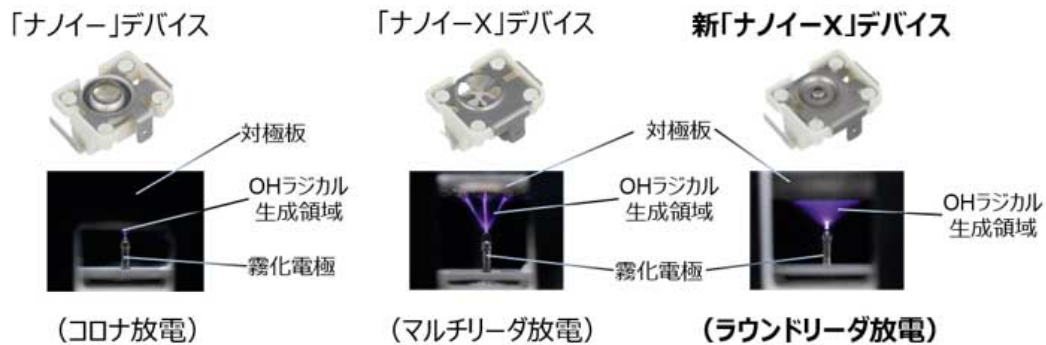 「ナノイー」デバイス
「ナノイーX」デバイス
新「ナノイーX」デバイス
対極板
対極板
OHラジカル
生成領域
OHラジカル
生成領域
OHラジカル
生成領域
霧化電極
霧化電極
（コロナ放電）
（マルチリーダ放電）
（ラウンドリーダ放電）